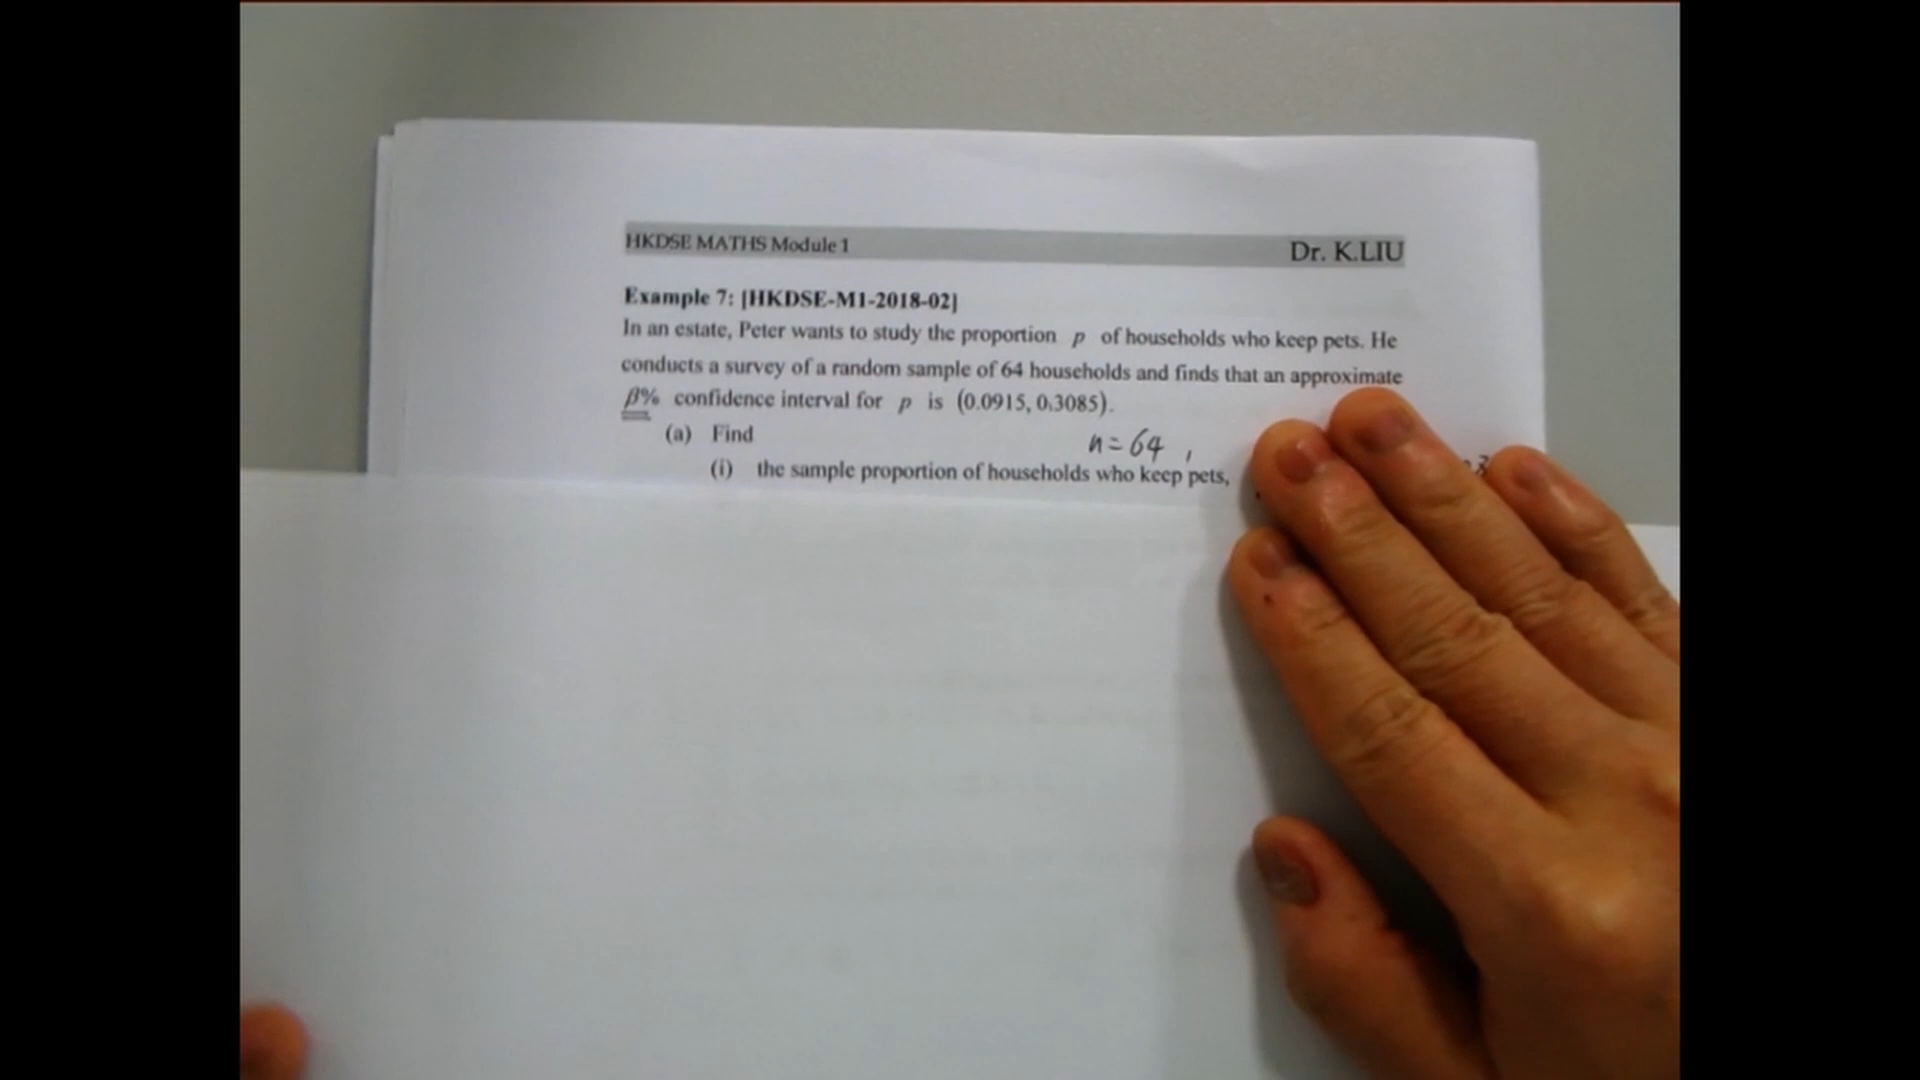 HKDSE MATHS Module 1 Dr. K.LIU
Example 7: [HKDSE-M1-2018-02]
In an estate, Peter wants to study the proportion p of households who keep pets. He
conducts a survey of a random sample of 64 households and finds that an approximate
β% confidence interval for p is (0.0915, 0.3085).
(a) Find
n = 64 ,
(i) the sample proportion of households who keep pets,